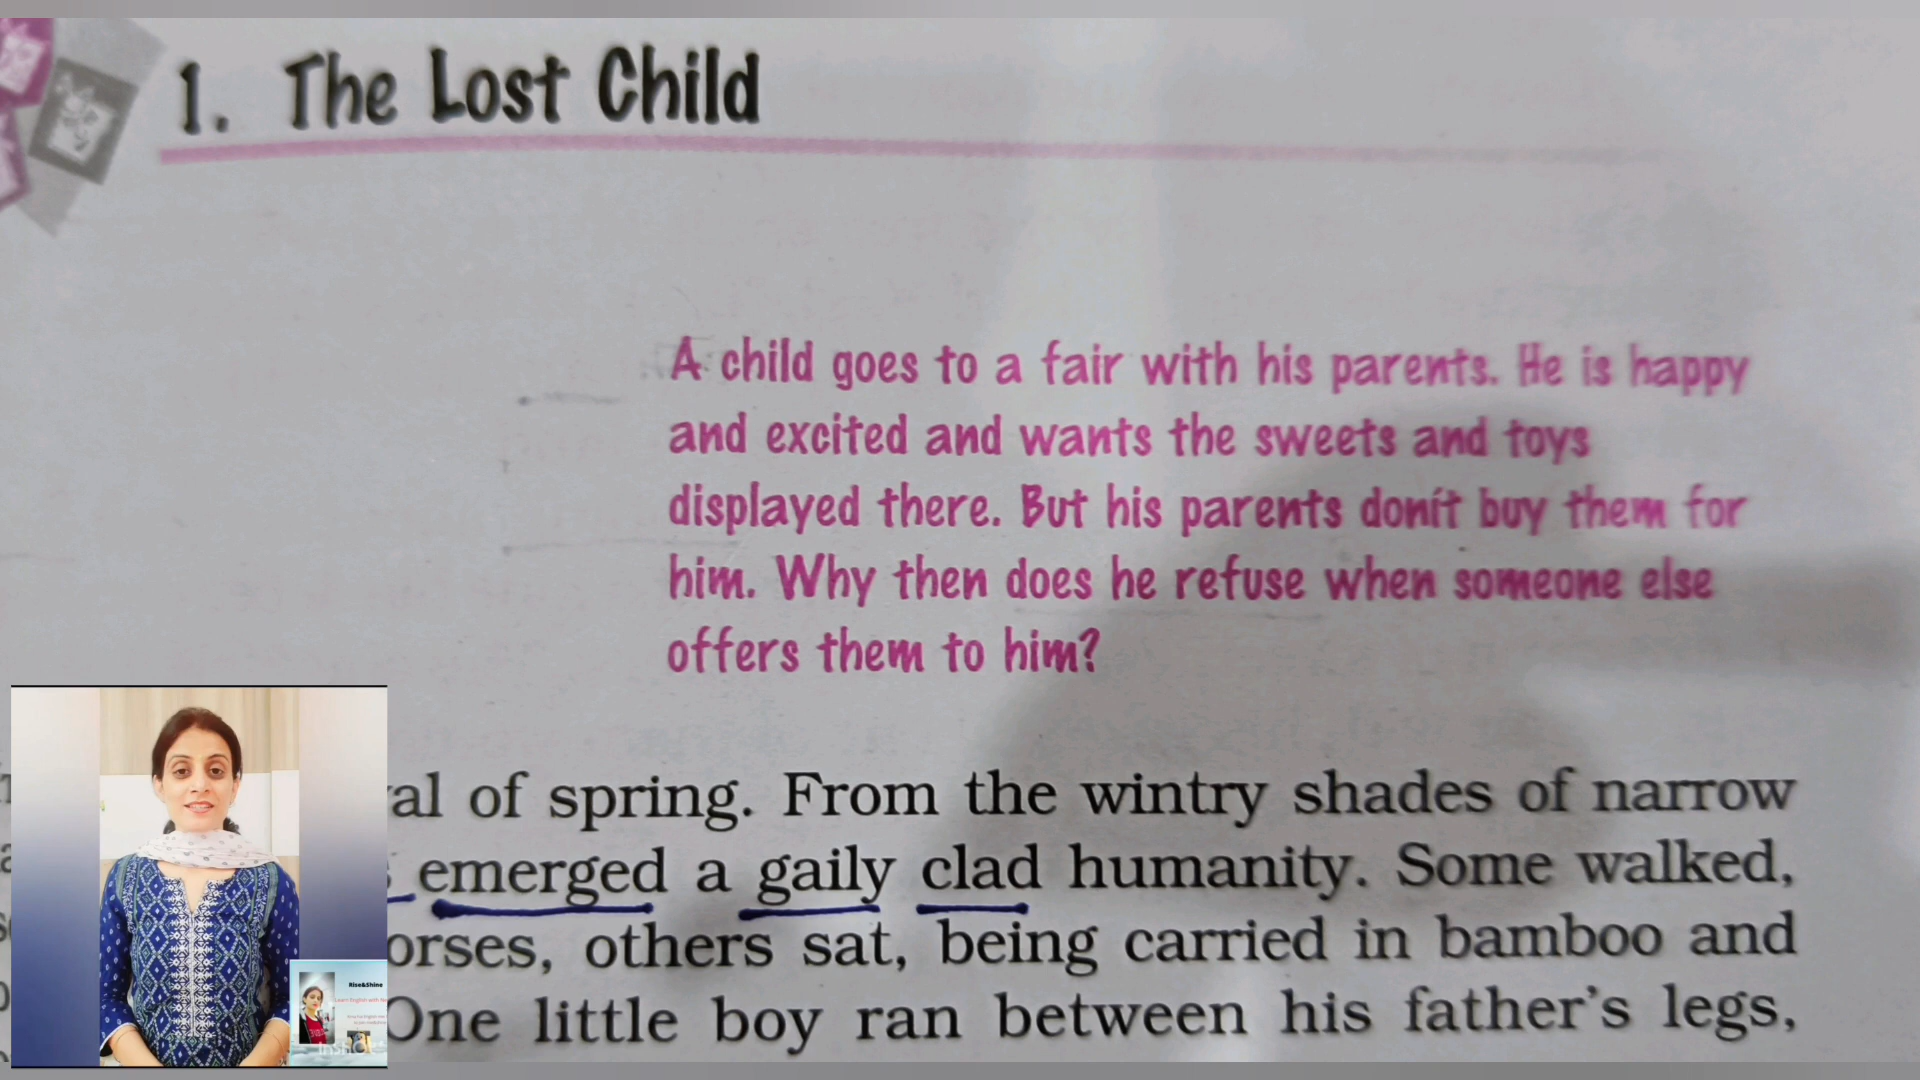 1. The Lost Child
A child goes to a fair with his parents. He is happy
and excited and wants the sweets and toys
displayed there. But his parents donít buy them for
him. Why then does he refuse when someone else
offers them to him?
al of spring. From the wintry shades of narrow
emerged a gaily clad humanity. Some walked,
orses, others sat, being carried in bamboo and
One little boy ran between his father's legs,
Rise&Shine